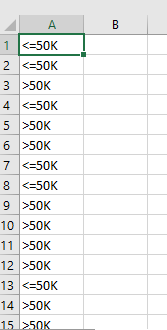 A B
1 <=50K
2 <=50K
3 >50K
4 <=50K
5 >50K
6 >50K
7 <=50K
8 <=50K
9 >50K
10 >50K
11 >50K
12 >50K
13 <=50K
14 >50K
15 >50K